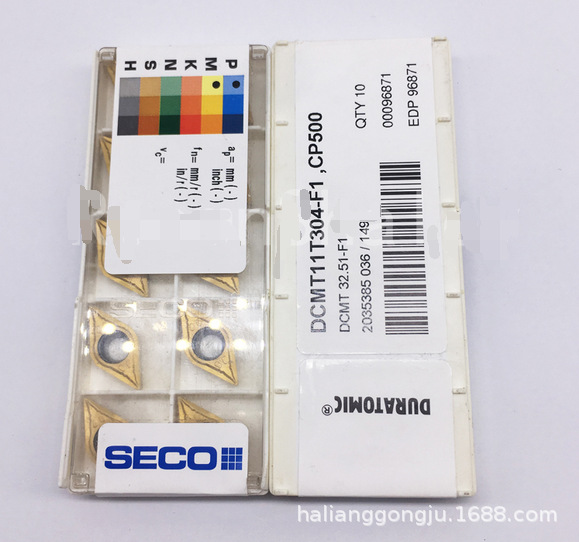 H S N K M P
ap= mm (-)
inch (-)
fn= mm/r (-)
in/r (-)
vc=
SECO
DCMT11T304-F1 ,CP500
DCMT 32.51-F1
2035385 036 / 149
QTY 10
00096871
EDP 96871
DURATOMIC®
halianggongju.1688.com